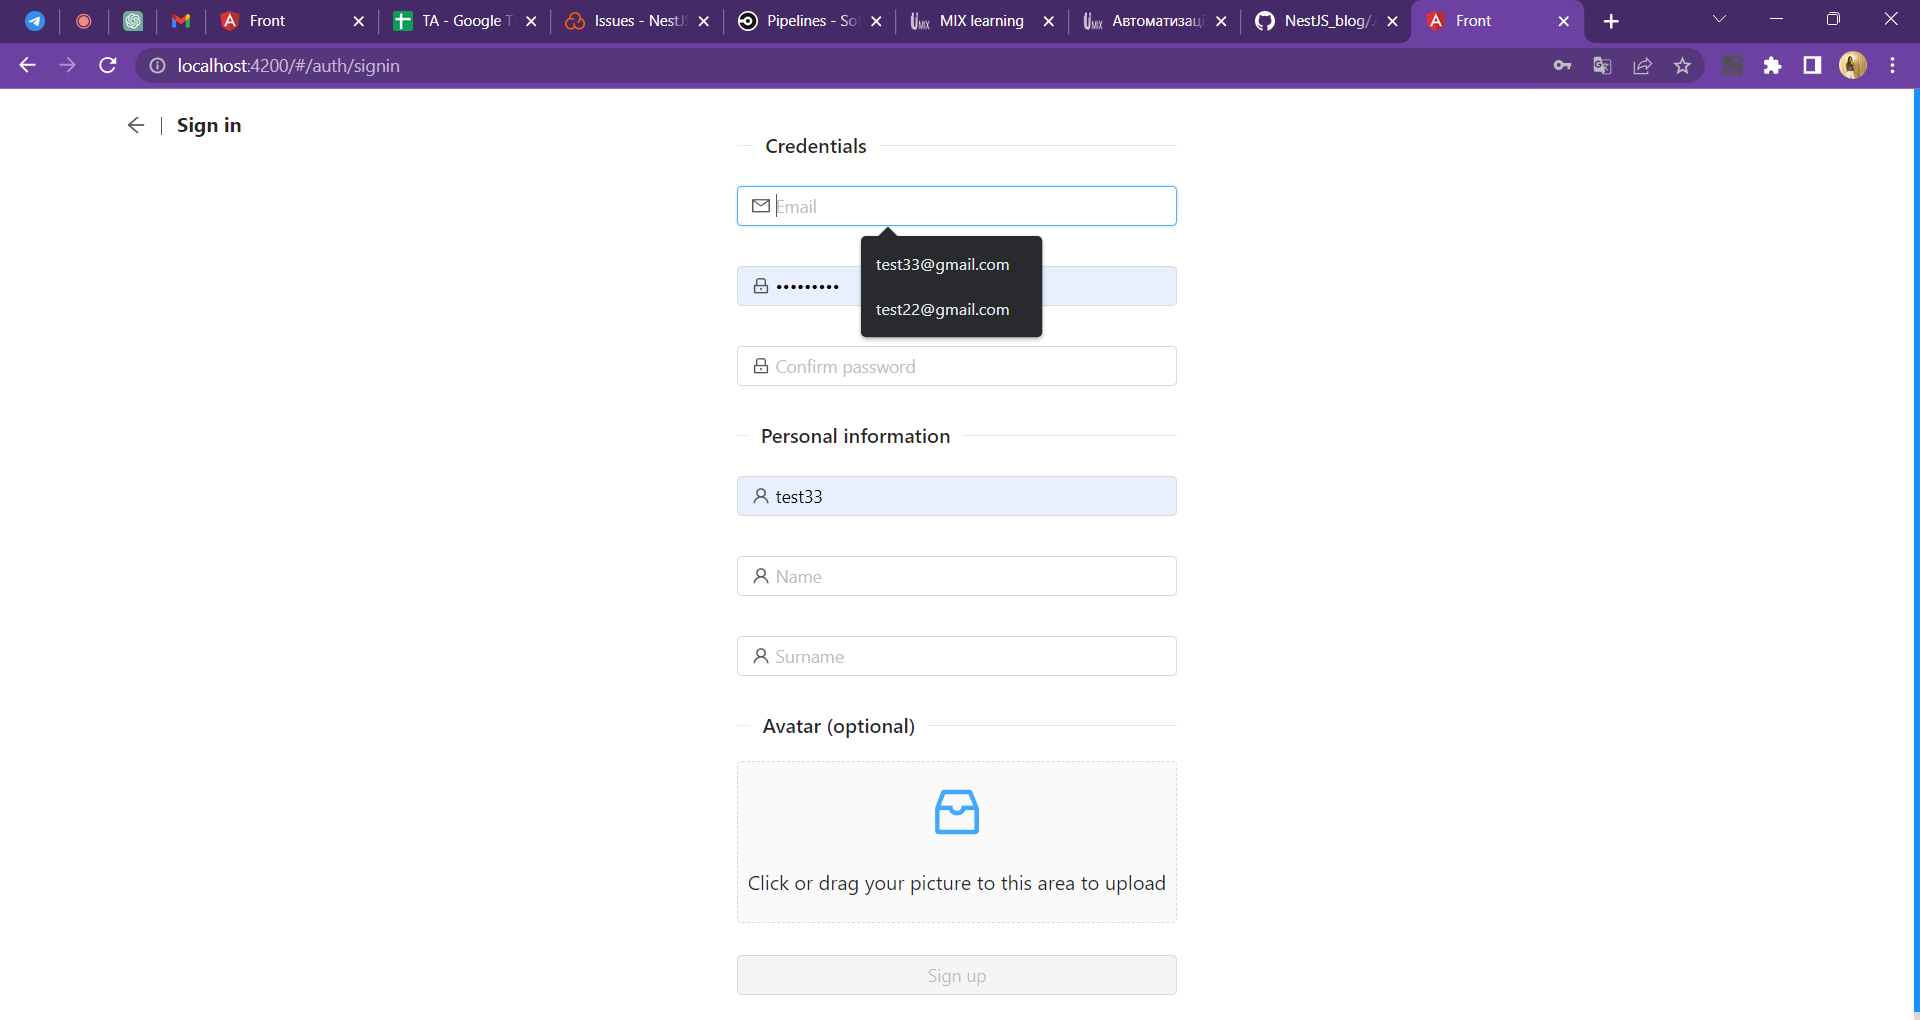 Front
TA - Google T
Issues - NestJS
Pipelines - So
MIX learning
Автоматизаці
NestJS_blog/.
Front
localhost:4200/#/auth/signin
Sign in
Credentials
Email
test33@gmail.com
•••••••••
test22@gmail.com
Confirm password
Personal information
test33
Name
Surname
Avatar (optional)
Click or drag your picture to this area to upload
Sign up